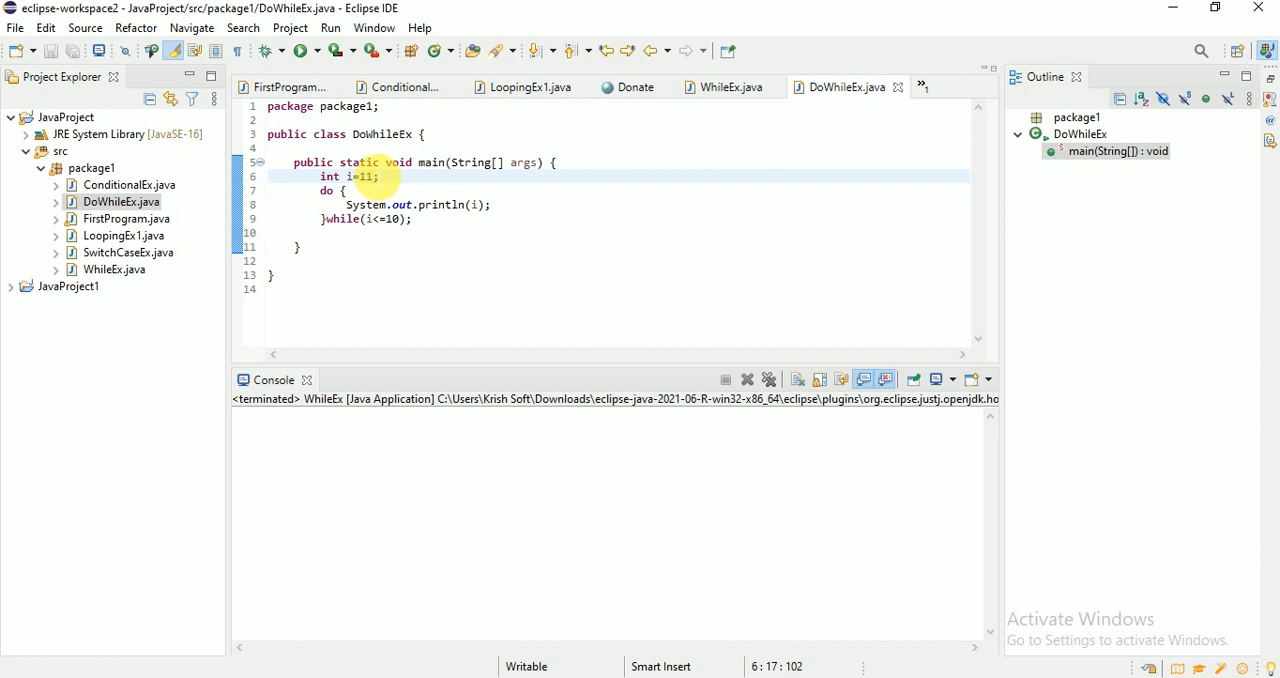 eclipse-workspace2 - JavaProject/src/package1/DoWhileEx.java - Eclipse IDE
File Edit Source Refactor Navigate Search Project Run Window Help
Project Explorer
JavaProject
JRE System Library [JavaSE-16]
src
package1
ConditionalEx.java
DoWhileEx.java
FirstProgram.java
LoopingEx1.java
SwitchCaseEx.java
WhileEx.java
JavaProject1
FirstProgram... Conditional... LoopingEx1.java Donate WhileEx.java DoWhileEx.java »1
1 package package1;
2
3 public class DoWhileEx {
4
5 public static void main(String[] args) {
6 int i=11;
7 do {
8 System.out.println(i);
9 }while(i<=10);
10
11 }
12
13 }
14
Console
<terminated> WhileEx [Java Application] C:\Users\Krish Soft\Downloads\eclipse-java-2021-06-R-win32-x86_64\eclipse\plugins\org.eclipse.justj.openjdk.ho
Outline
package1
DoWhileEx
main(String[]) : void
Activate Windows
Go to Settings to activate Windows.
Writable Smart Insert 6 : 17 : 102